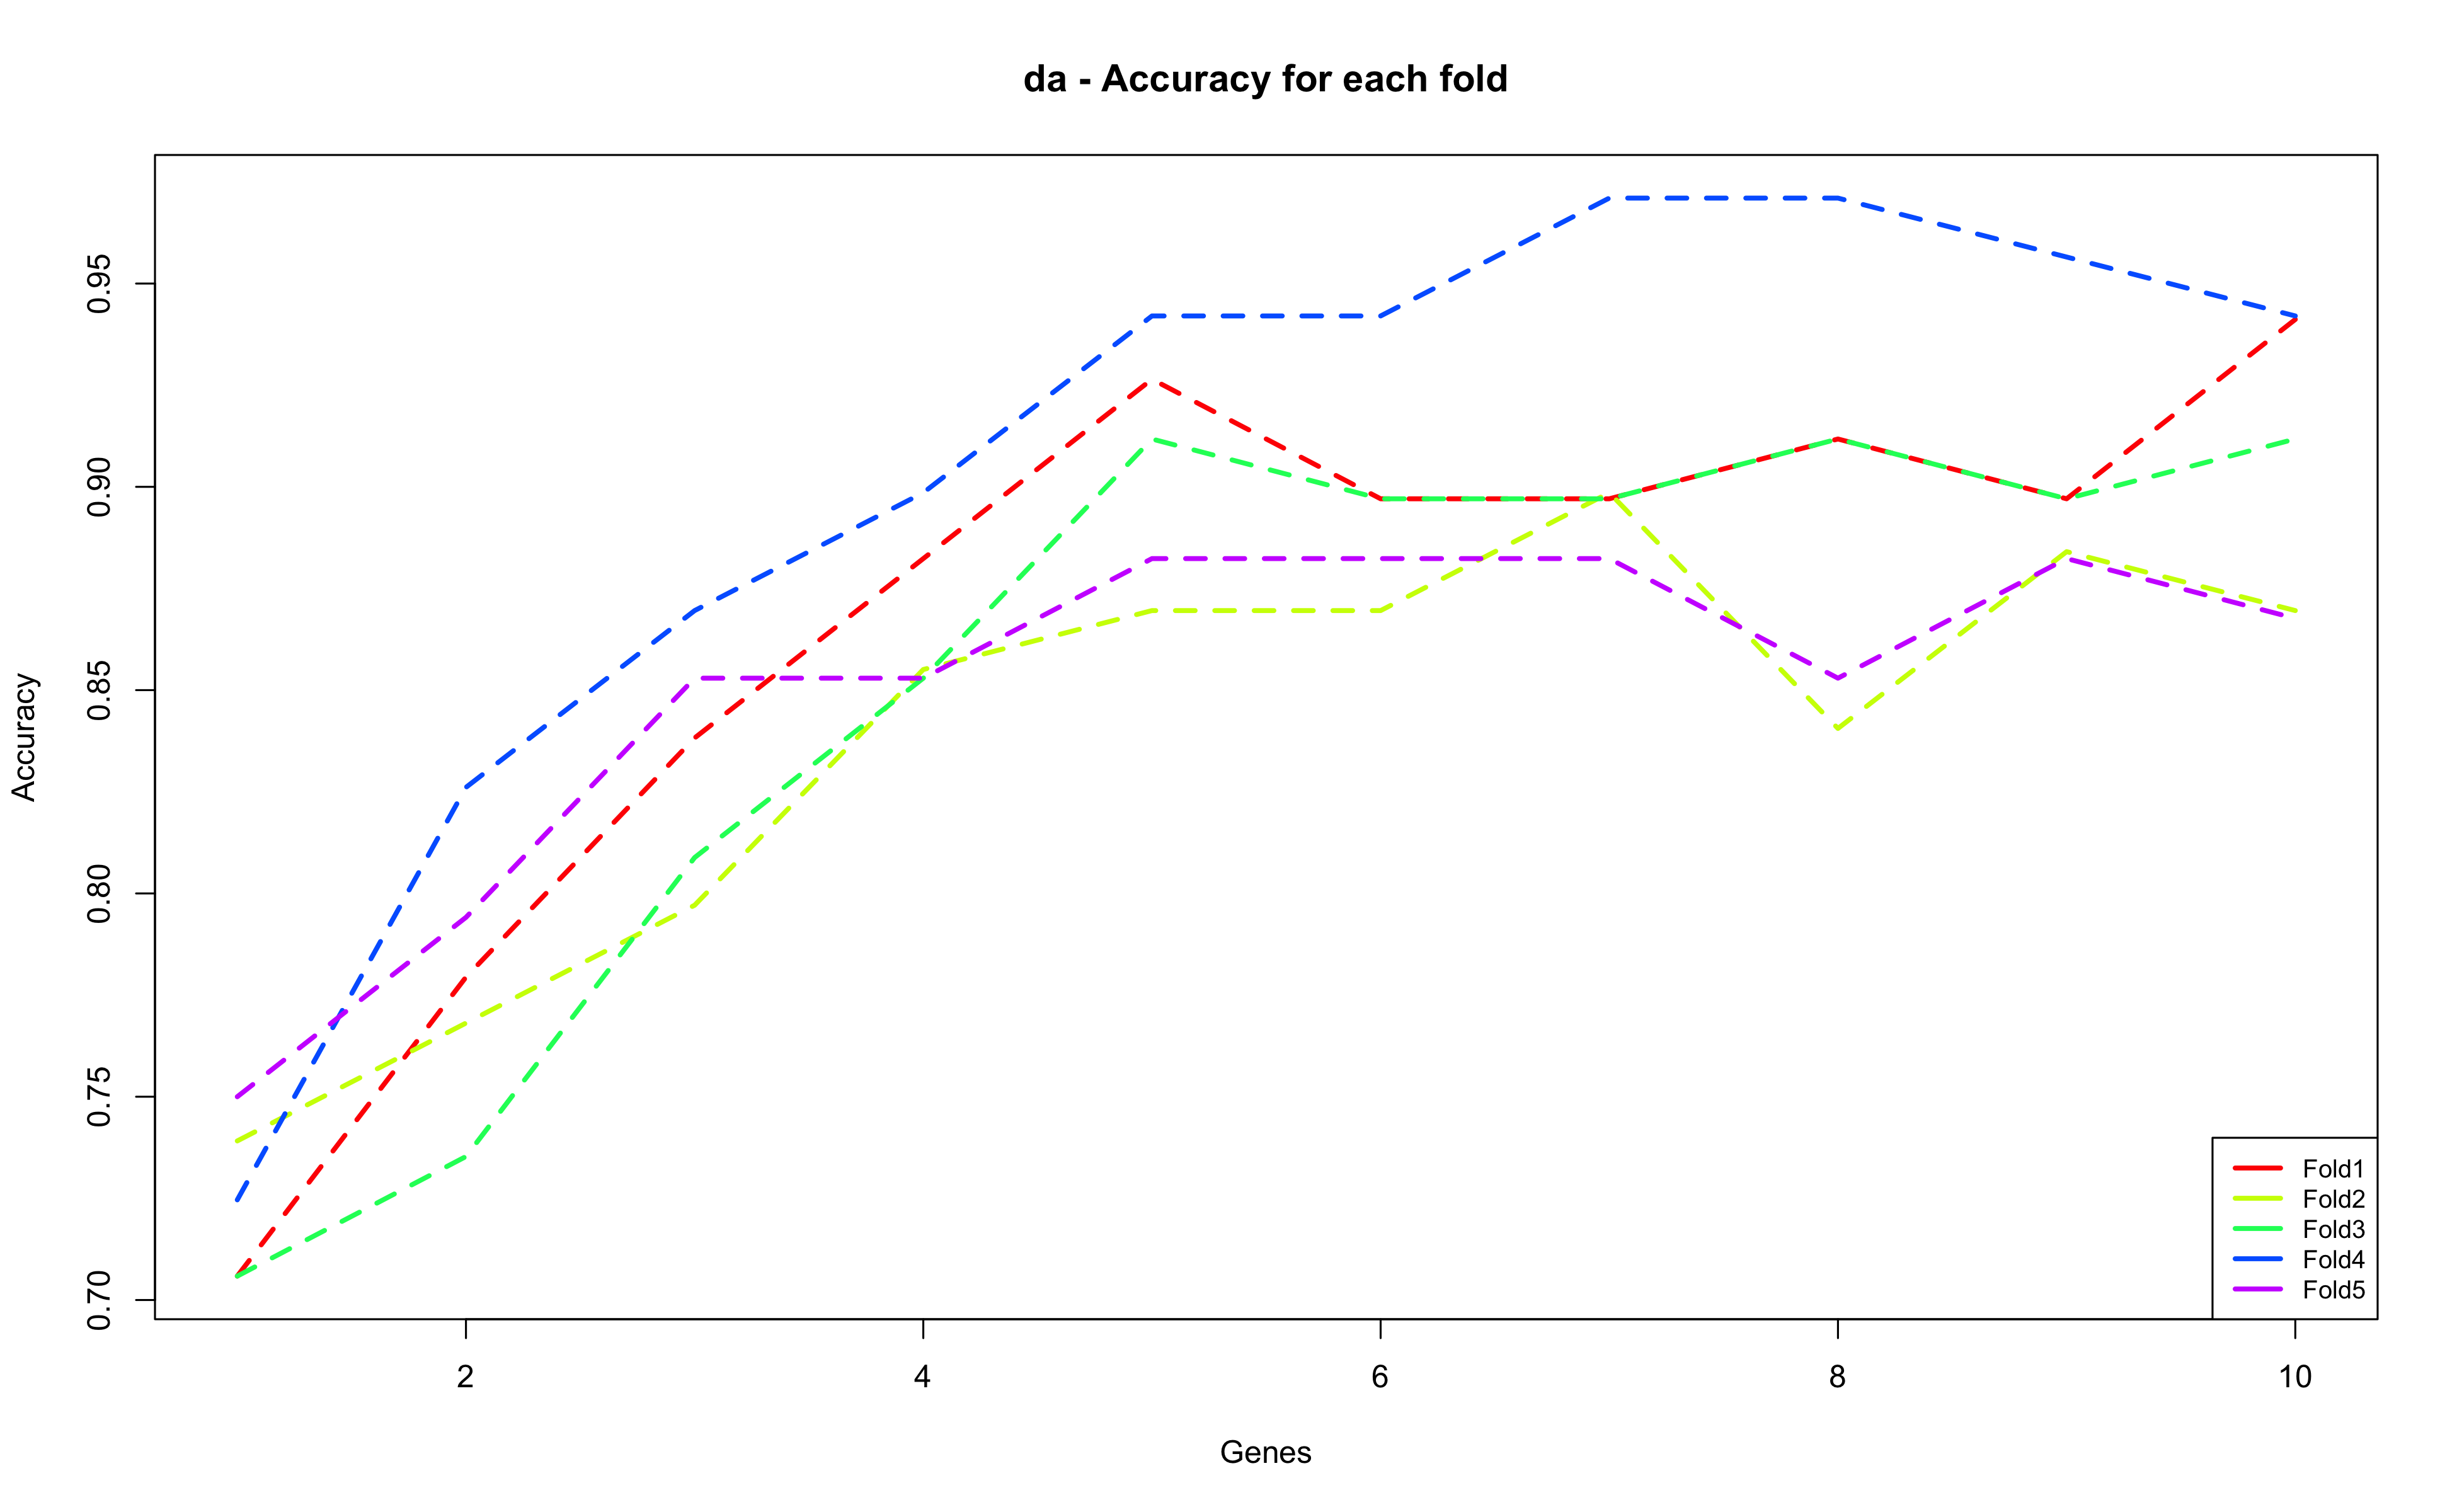 da - Accuracy for each fold
Accuracy
0.95
0.90
0.85
0.80
0.75
0.70
2 4 6 8 10
Genes
Fold1
Fold2
Fold3
Fold4
Fold5